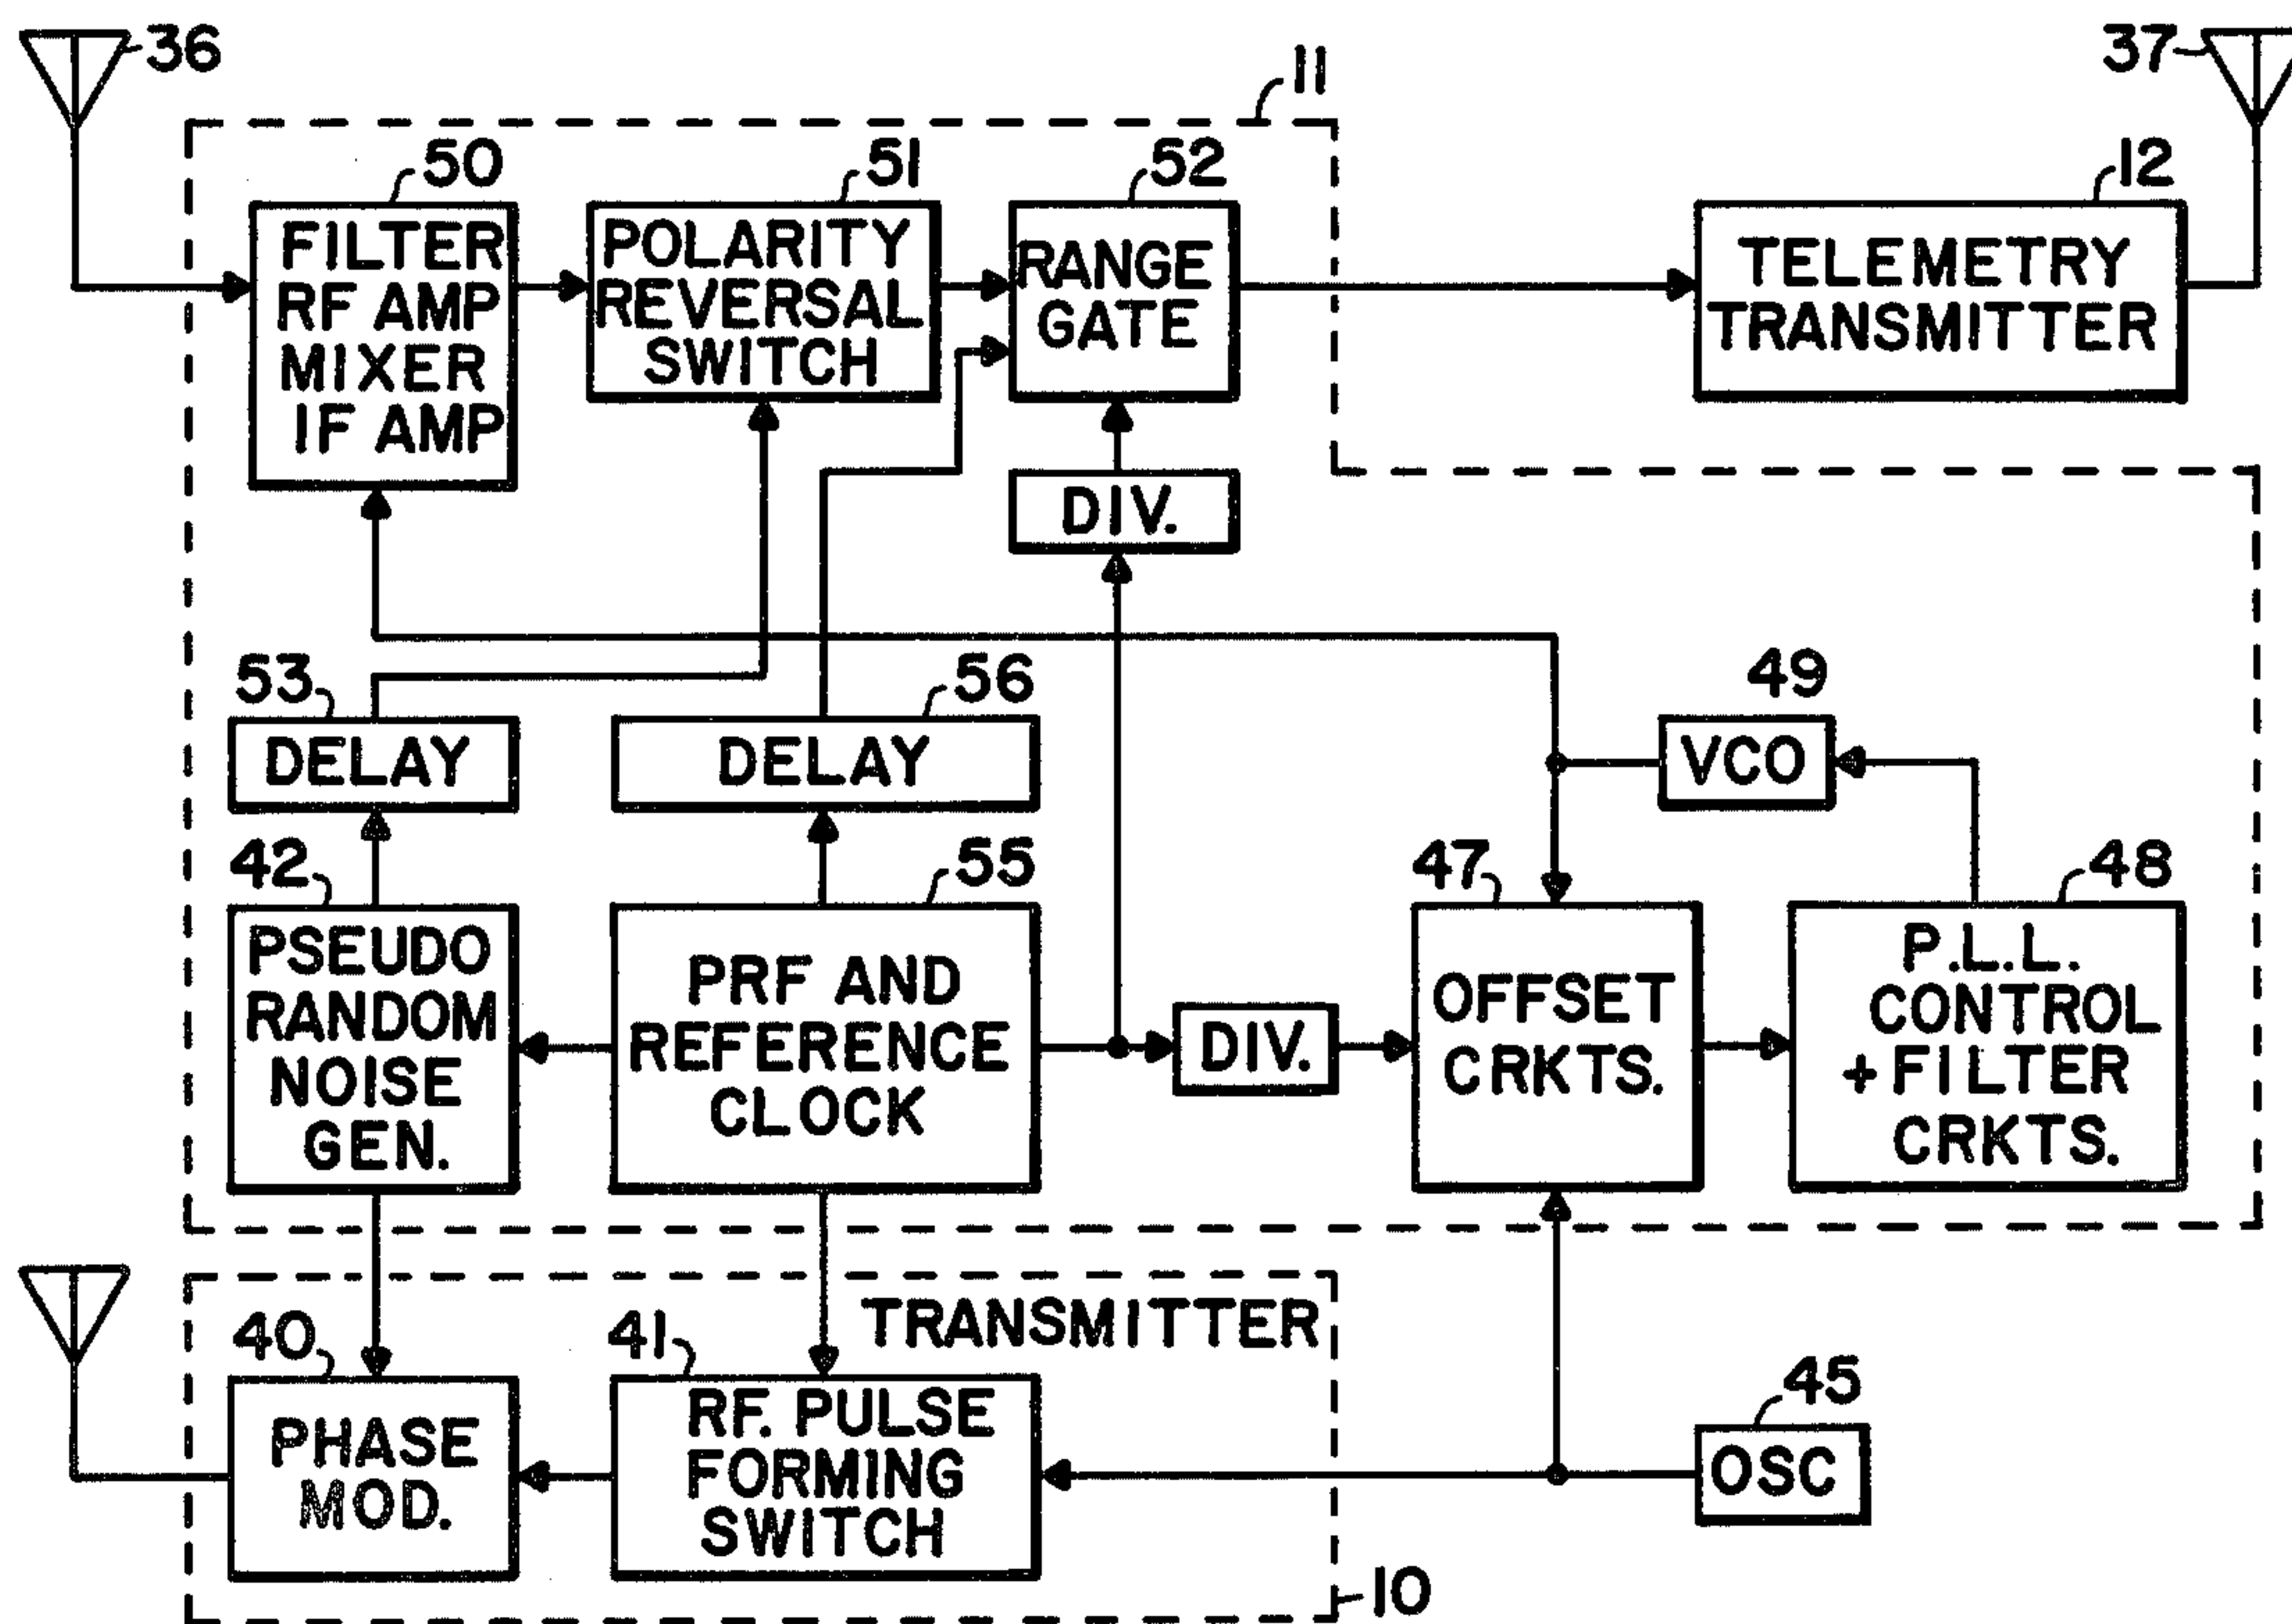 36
37
11
50
51
52
12
FILTER
RF AMP
MIXER
IF AMP
POLARITY
REVERSAL
SWITCH
RANGE
GATE
TELEMETRY
TRANSMITTER
DIV.
53
56
49
DELAY
DELAY
VCO
42
55
47
48
PSEUDO
RANDOM
NOISE
GEN.
PRF AND
REFERENCE
CLOCK
DIV.
OFFSET
CRKTS.
P.L.L.
CONTROL
+ FILTER
CRKTS.
TRANSMITTER
40
41
45
PHASE
MOD.
RF. PULSE
FORMING
SWITCH
OSC
10